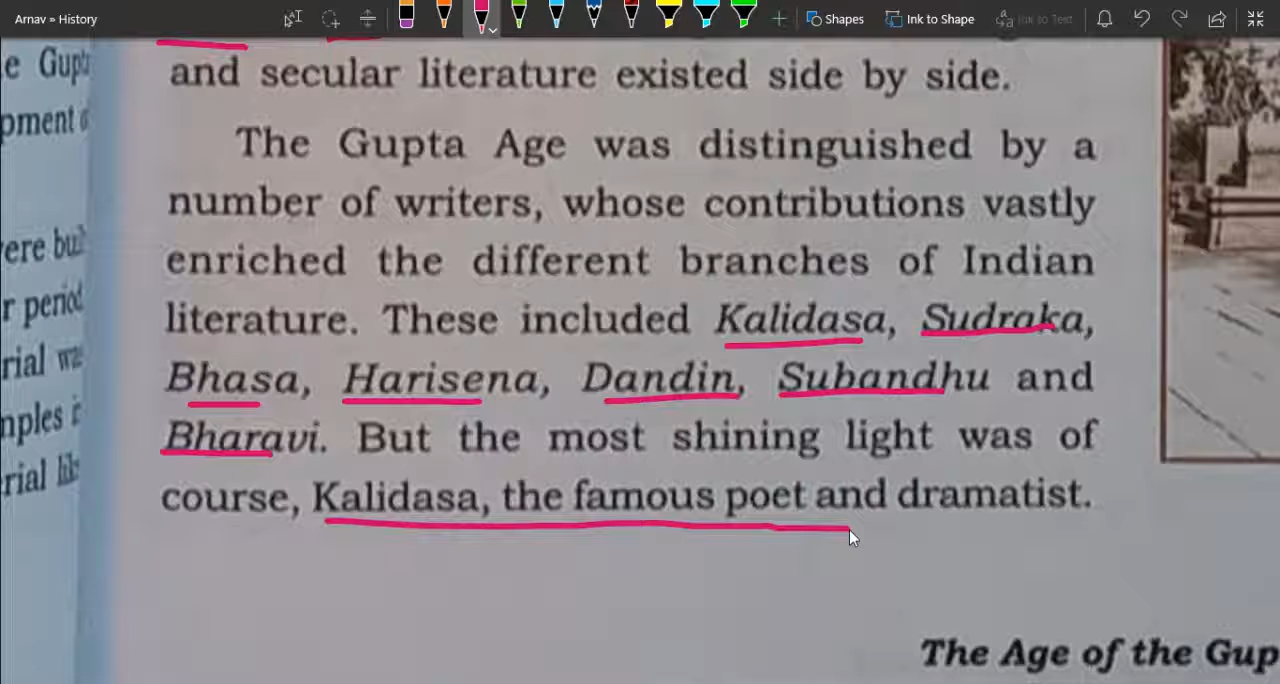 Arnav » History
Shapes
Ink to Shape
Ink to Text
and secular literature existed side by side.
The Gupta Age was distinguished by a
number of writers, whose contributions vastly
enriched the different branches of Indian
literature. These included Kalidasa, Sudraka,
Bhasa, Harisena, Dandin, Subandhu and
Bharavi. But the most shining light was of
course, Kalidasa, the famous poet and dramatist.
The Age of the Gup